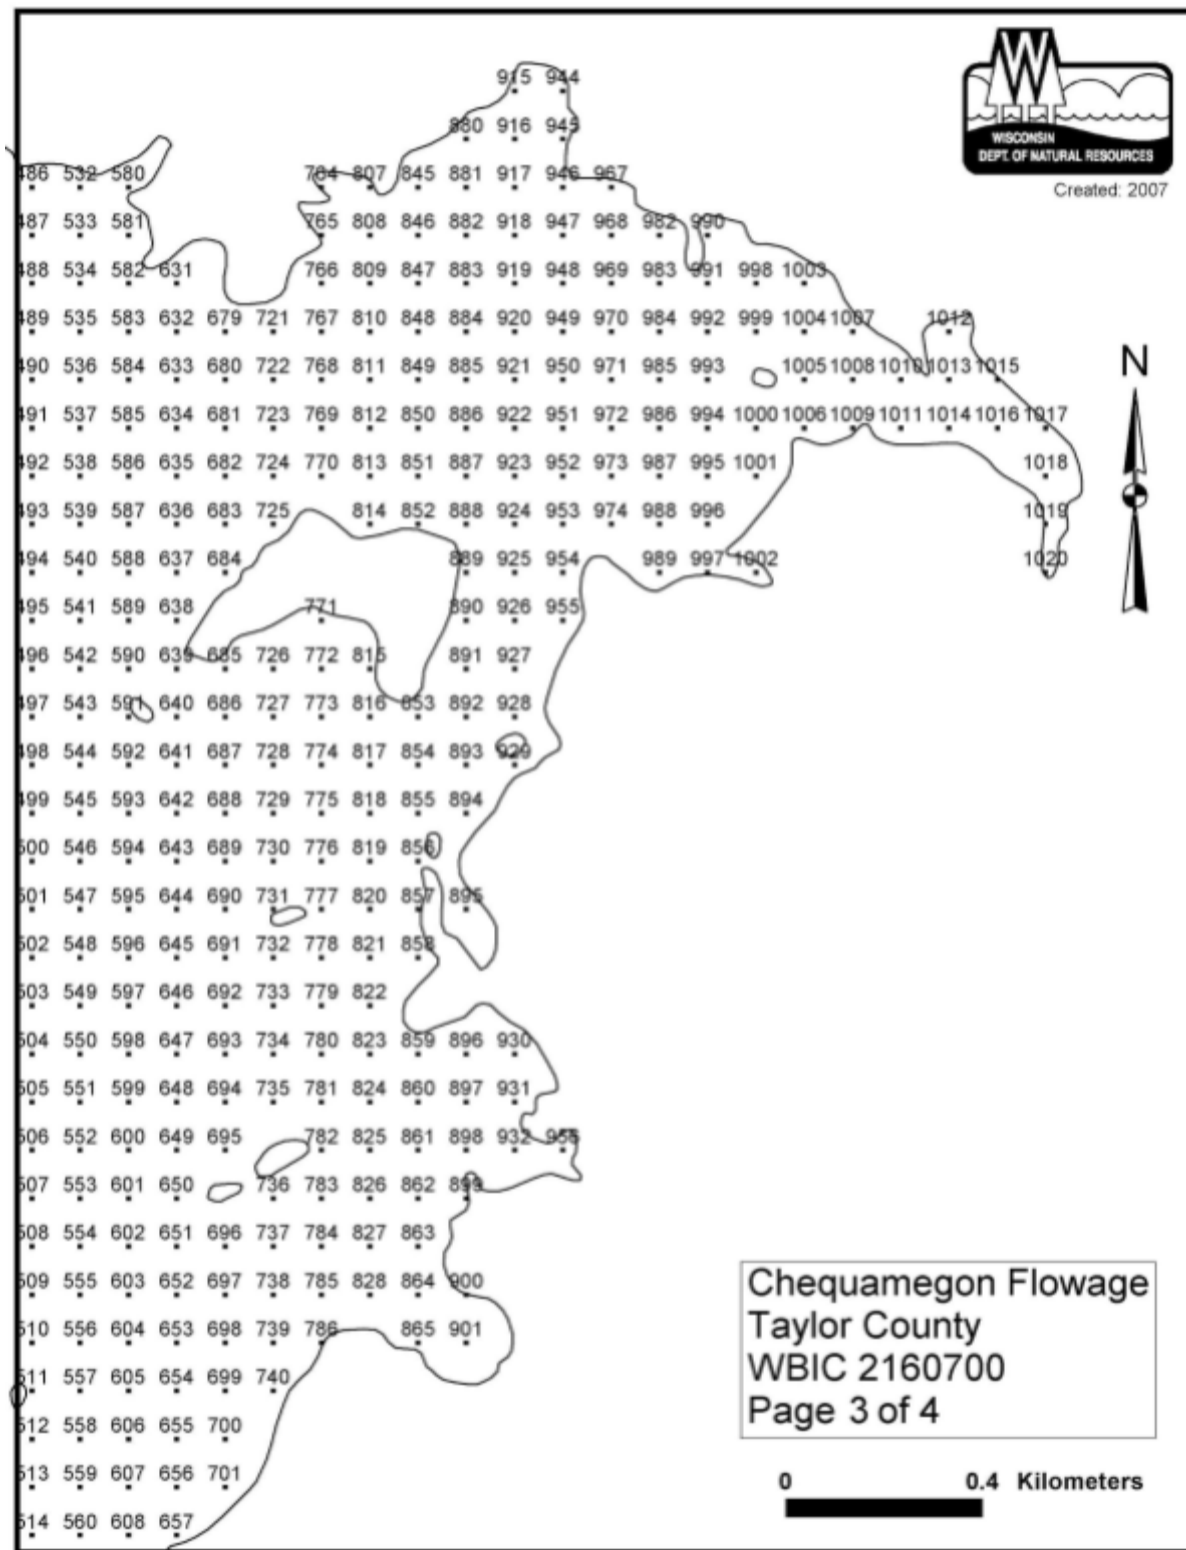 915 944
880 916 945
WISCONSIN
DEPT. OF NATURAL RESOURCES
Created: 2007
486 532 580 764 807 845 881 917 946 967
487 533 581 765 808 846 882 918 947 968 982 990
488 534 582 631 766 809 847 883 919 948 969 983 991 998 1003
489 535 583 632 679 721 767 810 848 884 920 949 970 984 992 999 1004 1007 1012
490 536 584 633 680 722 768 811 849 885 921 950 971 985 993 1005 1008 1010 1013 1015
N
491 537 585 634 681 723 769 812 850 886 922 951 972 986 994 1000 1006 1009 1011 1014 1016 1017
492 538 586 635 682 724 770 813 851 887 923 952 973 987 995 1001 1018
493 539 587 636 683 725 814 852 888 924 953 974 988 996 1019
494 540 588 637 684 889 925 954 989 997 1002 1020
495 541 589 638 771 890 926 955
496 542 590 639 685 726 772 815 891 927
497 543 591 640 686 727 773 816 853 892 928
498 544 592 641 687 728 774 817 854 893 929
499 545 593 642 688 729 775 818 855 894
500 546 594 643 689 730 776 819 856
501 547 595 644 690 731 777 820 857 895
502 548 596 645 691 732 778 821 858
503 549 597 646 692 733 779 822
504 550 598 647 693 734 780 823 859 896 930
505 551 599 648 694 735 781 824 860 897 931
506 552 600 649 695 782 825 861 898 932 956
507 553 601 650 736 783 826 862 899
508 554 602 651 696 737 784 827 863
509 555 603 652 697 738 785 828 864 900
510 556 604 653 698 739 786 865 901
511 557 605 654 699 740
512 558 606 655 700
513 559 607 656 701
514 560 608 657
Chequamegon Flowage
Taylor County
WBIC 2160700
Page 3 of 4
0 0.4 Kilometers